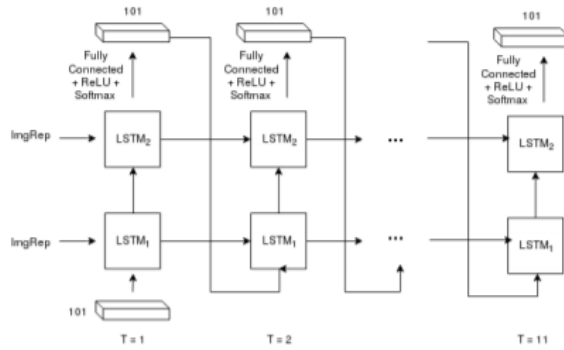 101
101
101
Fully
Connected
+ ReLU +
Softmax
Fully
Connected
+ ReLU +
Softmax
Fully
Connected
+ ReLU +
Softmax
ImgRep
LSTM₂
LSTM₂
...
LSTM₂
ImgRep
LSTM₁
LSTM₁
...
LSTM₁
101
T = 1
T = 2
T = 11